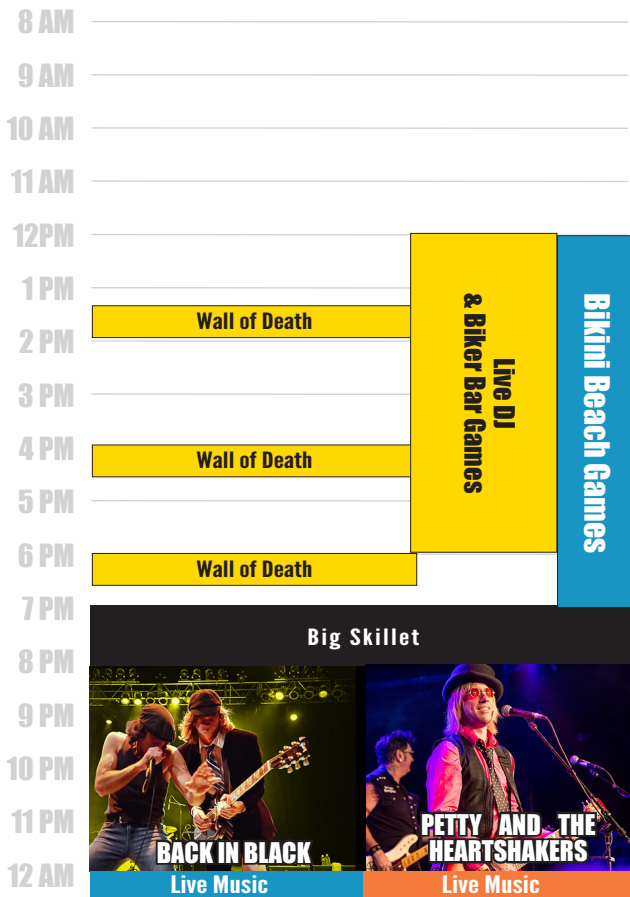 8 AM
9 AM
10 AM
11 AM
12PM
1 PM
Wall of Death
2 PM
3 PM
4 PM
Wall of Death
5 PM
6 PM
Wall of Death
Live DJ
& Biker Bar Games
Bikini Beach Games
7 PM
Big Skillet
8 PM
9 PM
10 PM
11 PM
BACK IN BLACK
PETTY AND THE
HEARTSHAKERS
12 AM
Live Music
Live Music